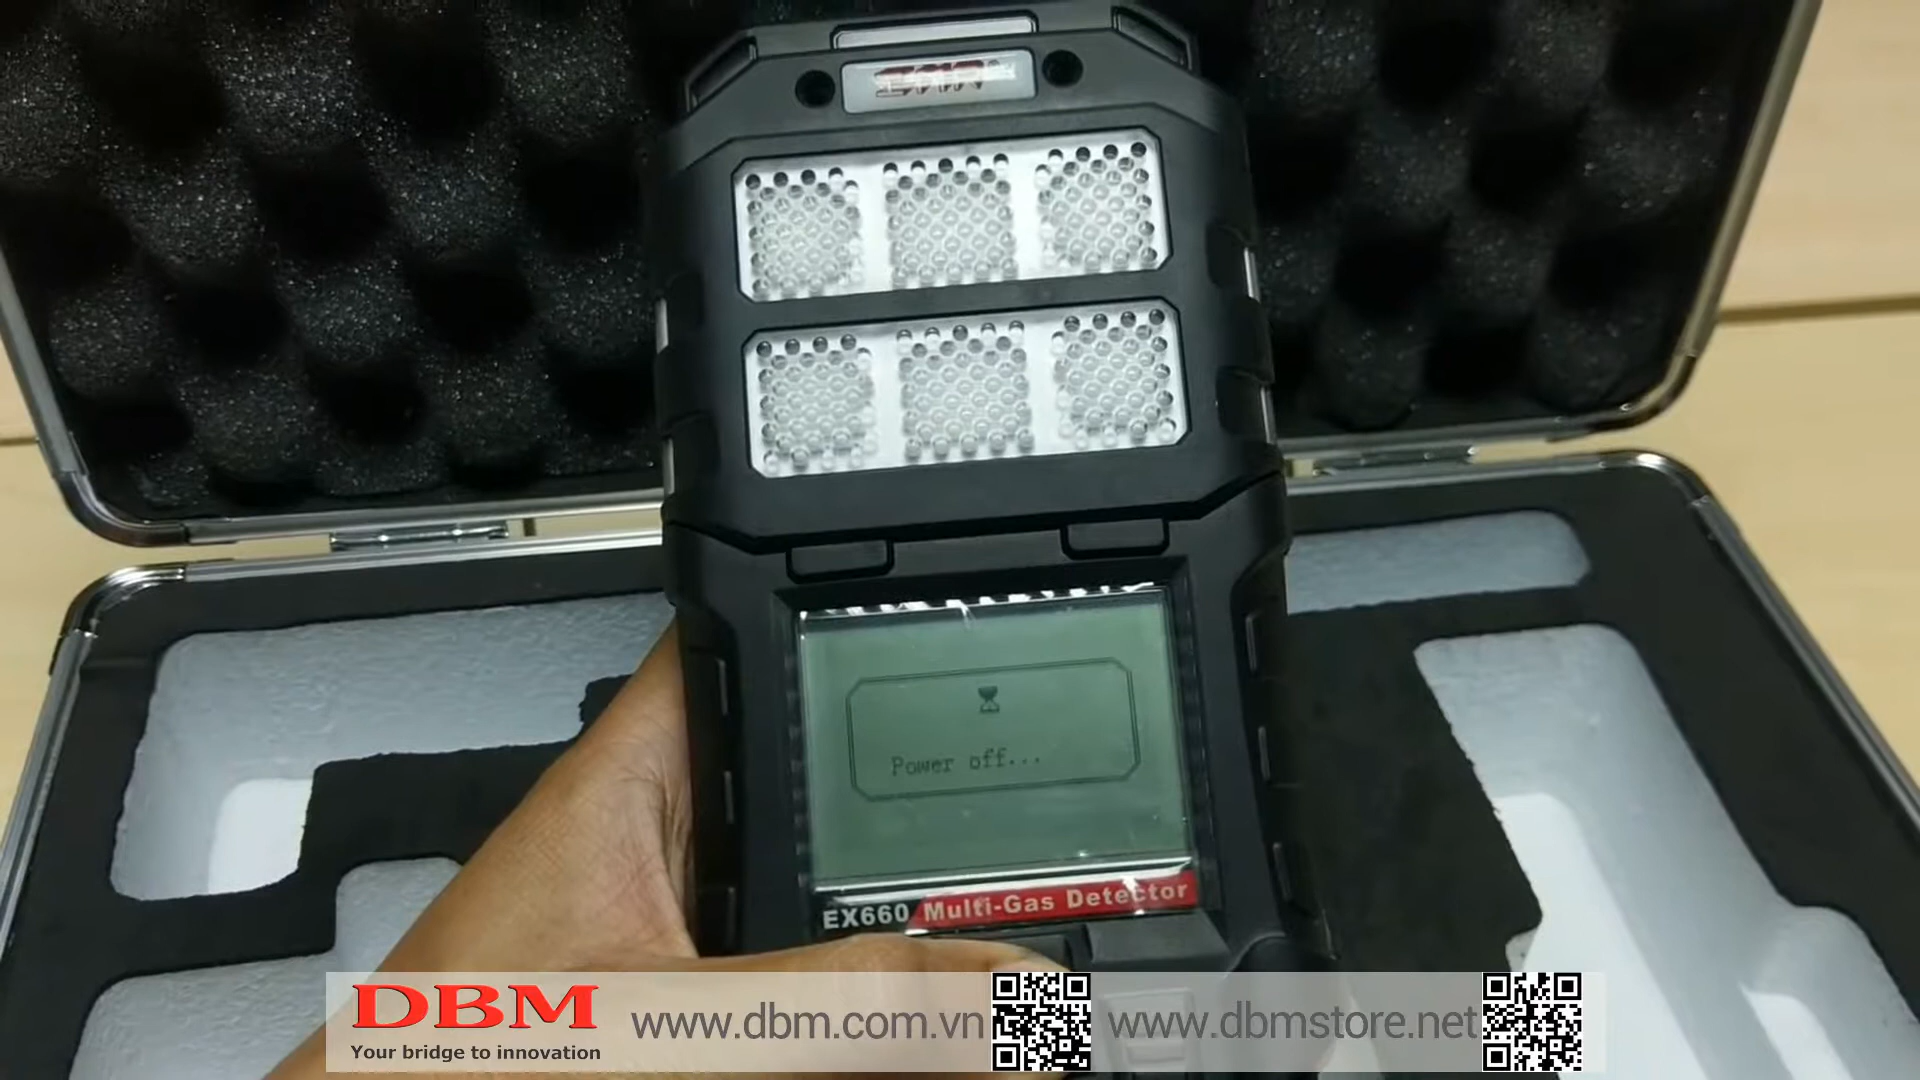 Power off...
EX660 Multi-Gas Detector
DBM
Your bridge to innovation
www.dbm.com.vn
www.dbmstore.net